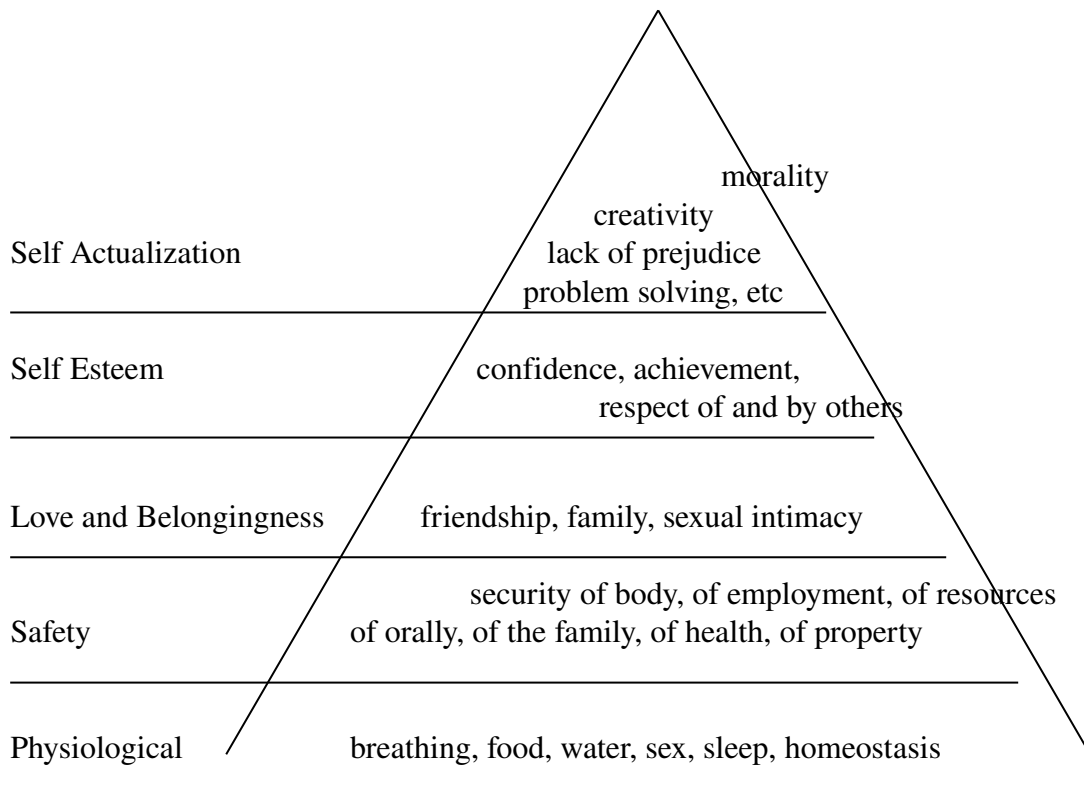 morality
creativity
Self Actualization lack of prejudice
problem solving, etc
Self Esteem confidence, achievement,
respect of and by others
Love and Belongingness friendship, family, sexual intimacy
security of body, of employment, of resources
Safety of orally, of the family, of health, of property
Physiological breathing, food, water, sex, sleep, homeostasis